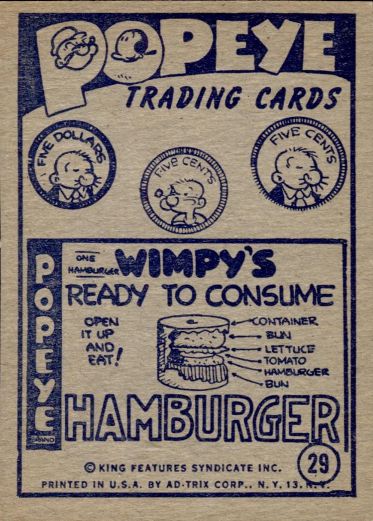 POPEYE
TRADING CARDS
FIVE DOLLARS
FIVE CENTS
FIVE CENTS
POPEYE
BRAND
ONE
HAMBURGER
WIMPY'S
READY TO CONSUME
OPEN
IT UP
AND
EAT!
CONTAINER
BUN
LETTUCE
TOMATO
HAMBURGER
BUN
HAMBURGER
© KING FEATURES SYNDICATE INC.
29
PRINTED IN U.S.A. BY AD-TRIX CORP., N.Y. 13, N.Y.